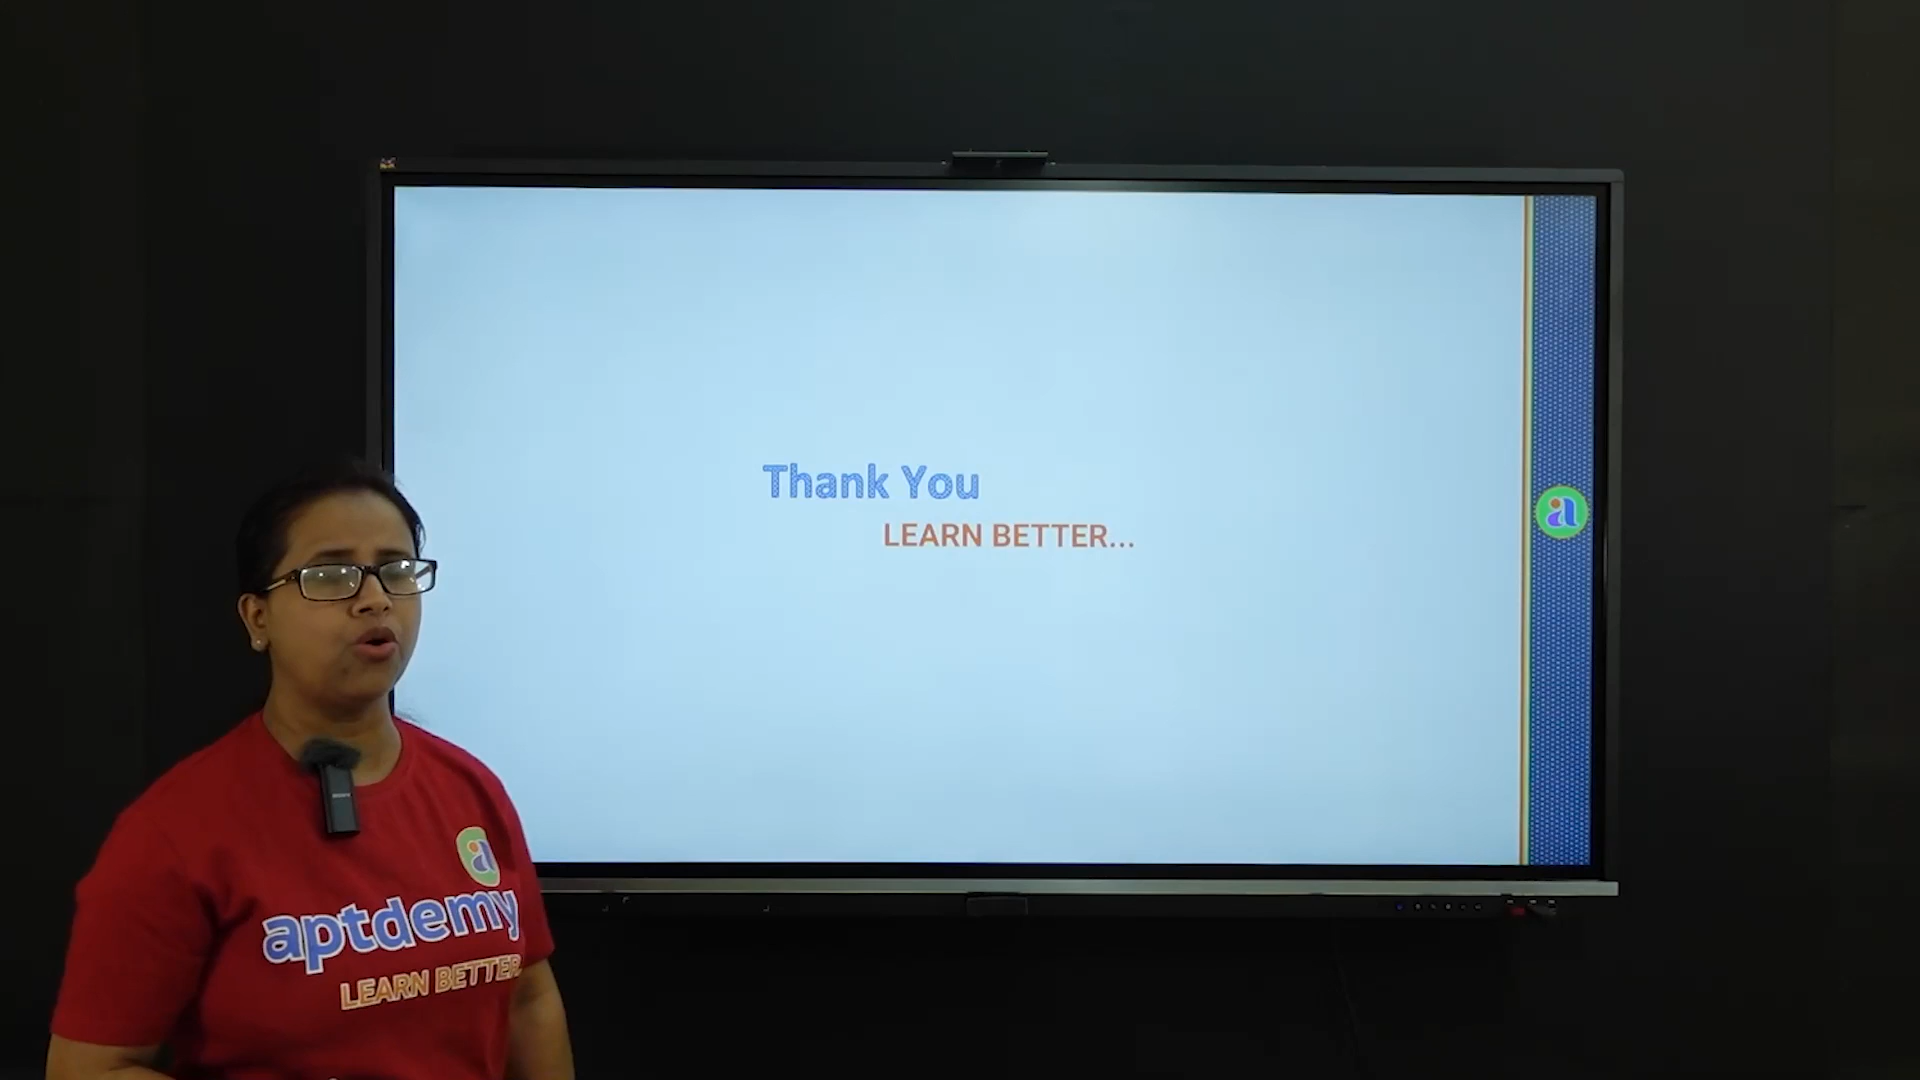 Thank You
LEARN BETTER...
a
a
aptdemy
LEARN BETTER